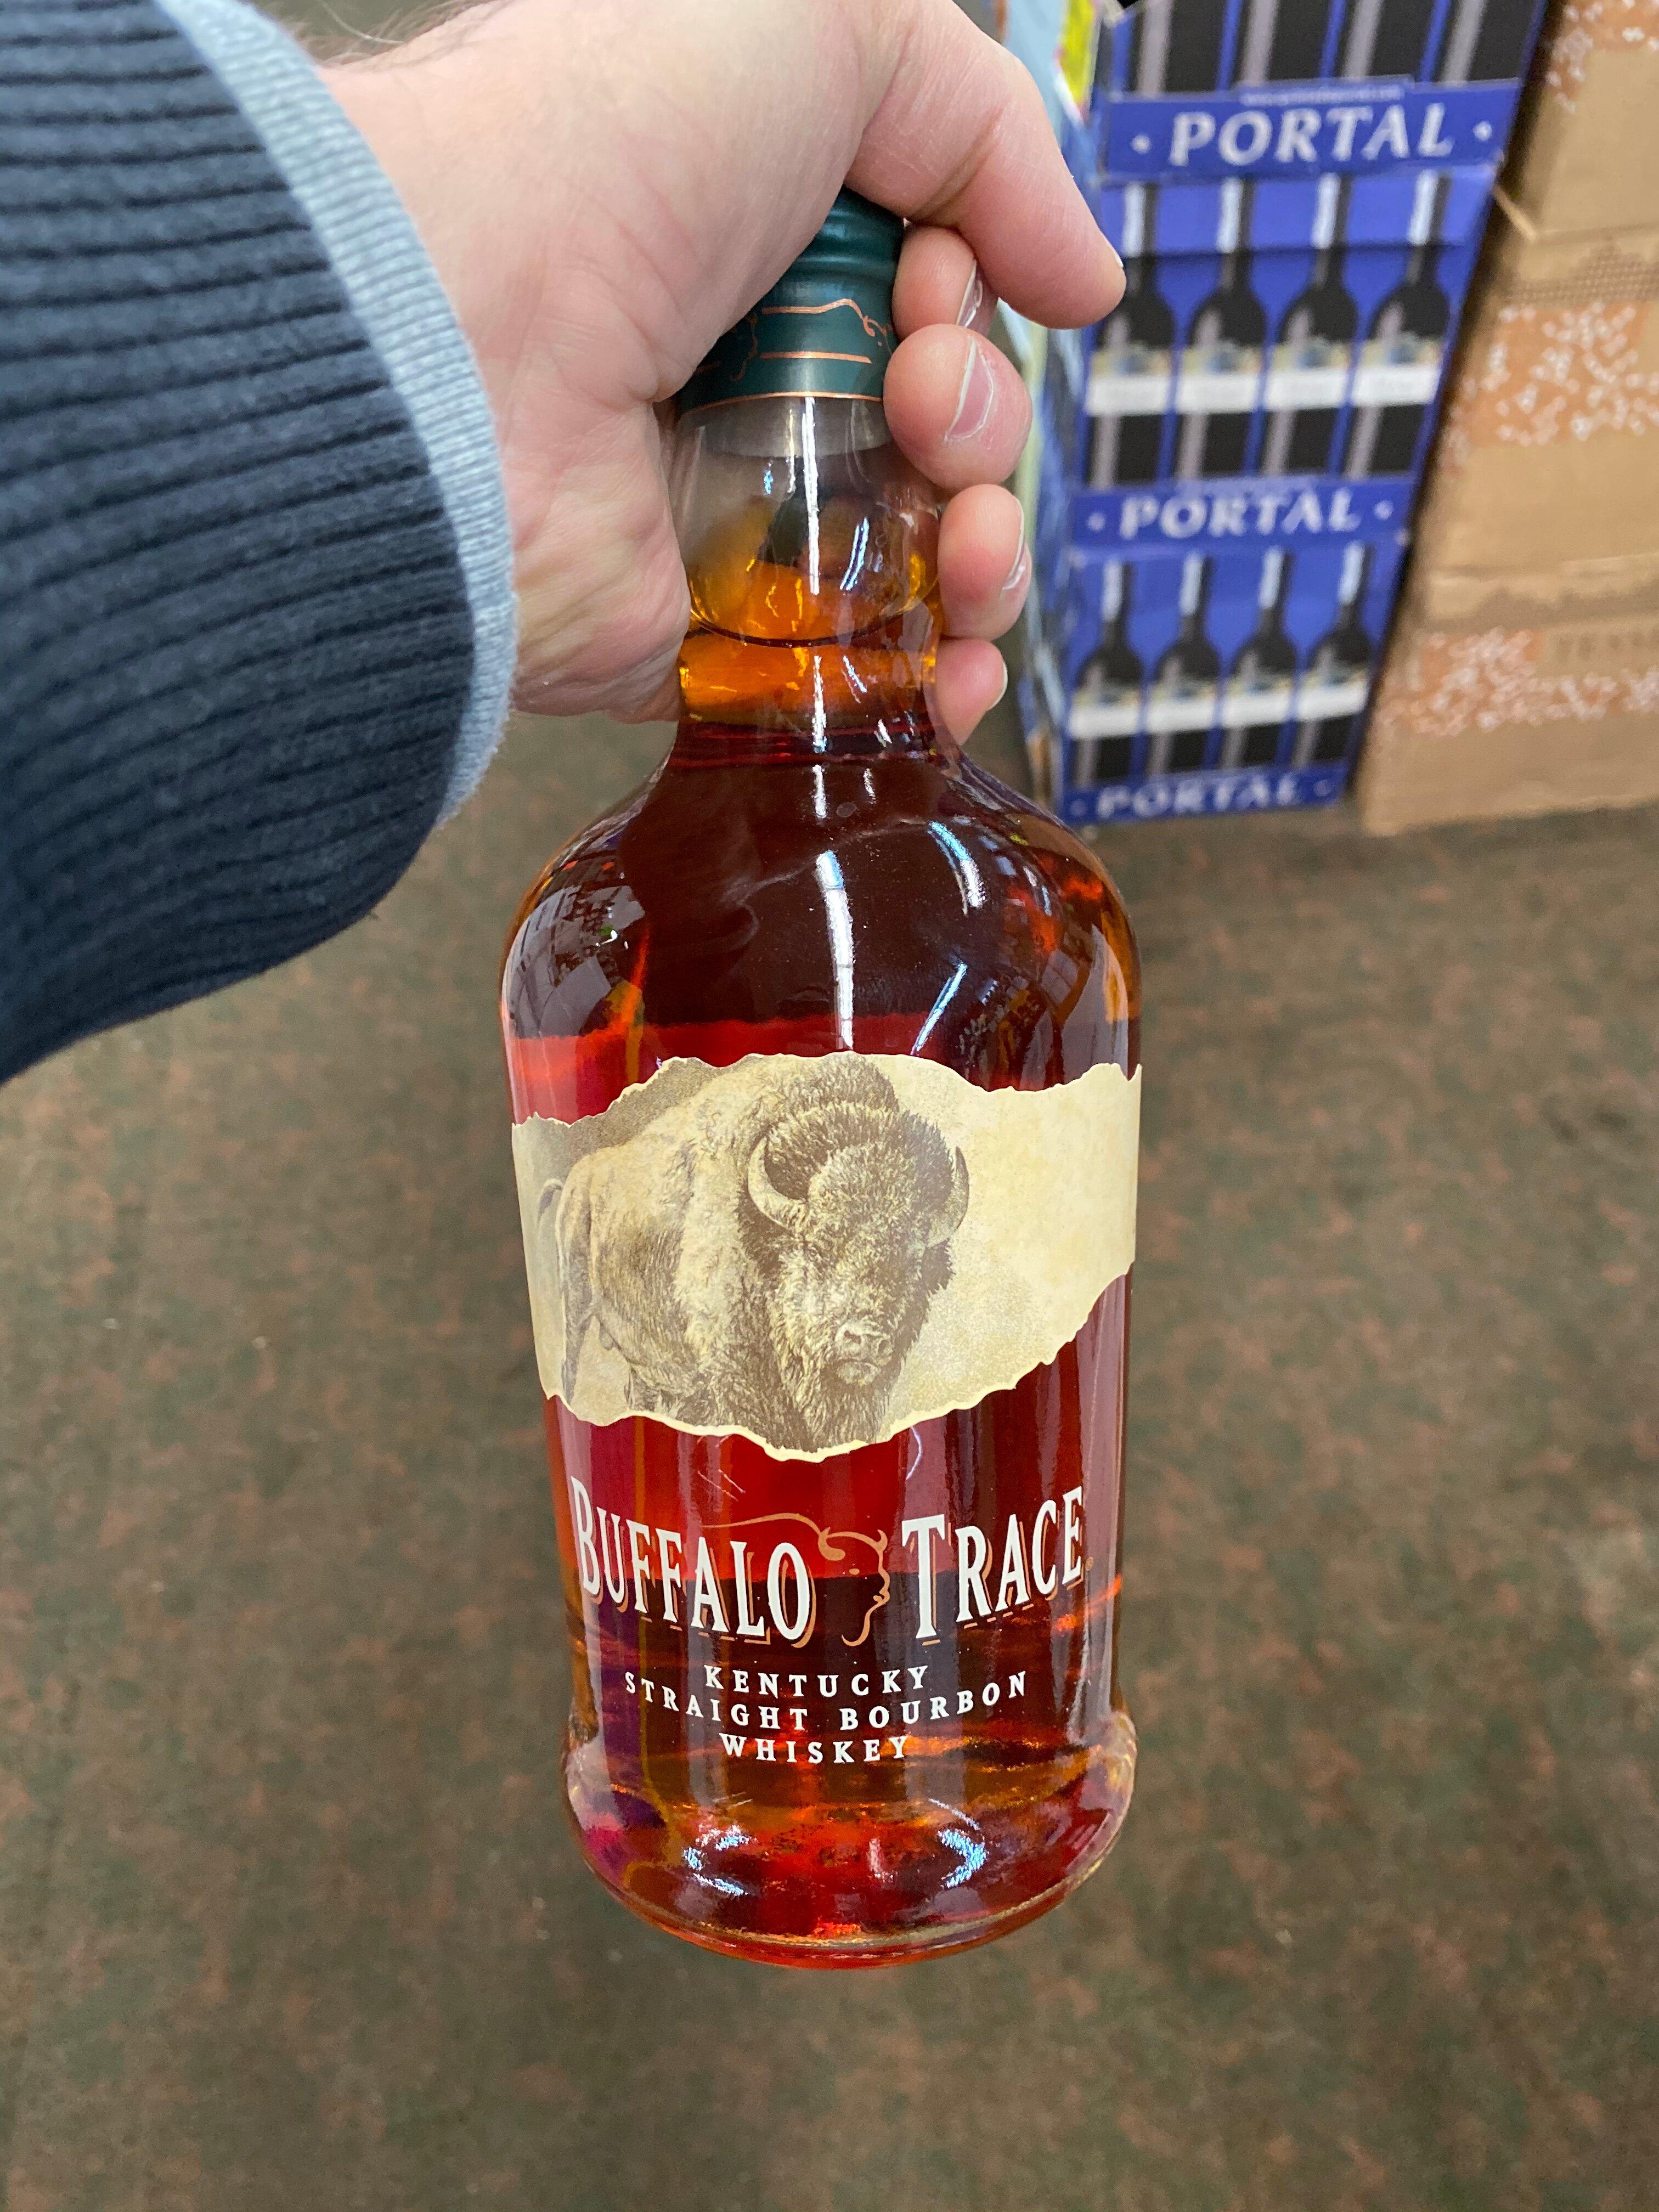 PORTAL
PORTAL
PORTAL
BUFFALO TRACE
KENTUCKY
STRAIGHT BOURBON
WHISKEY